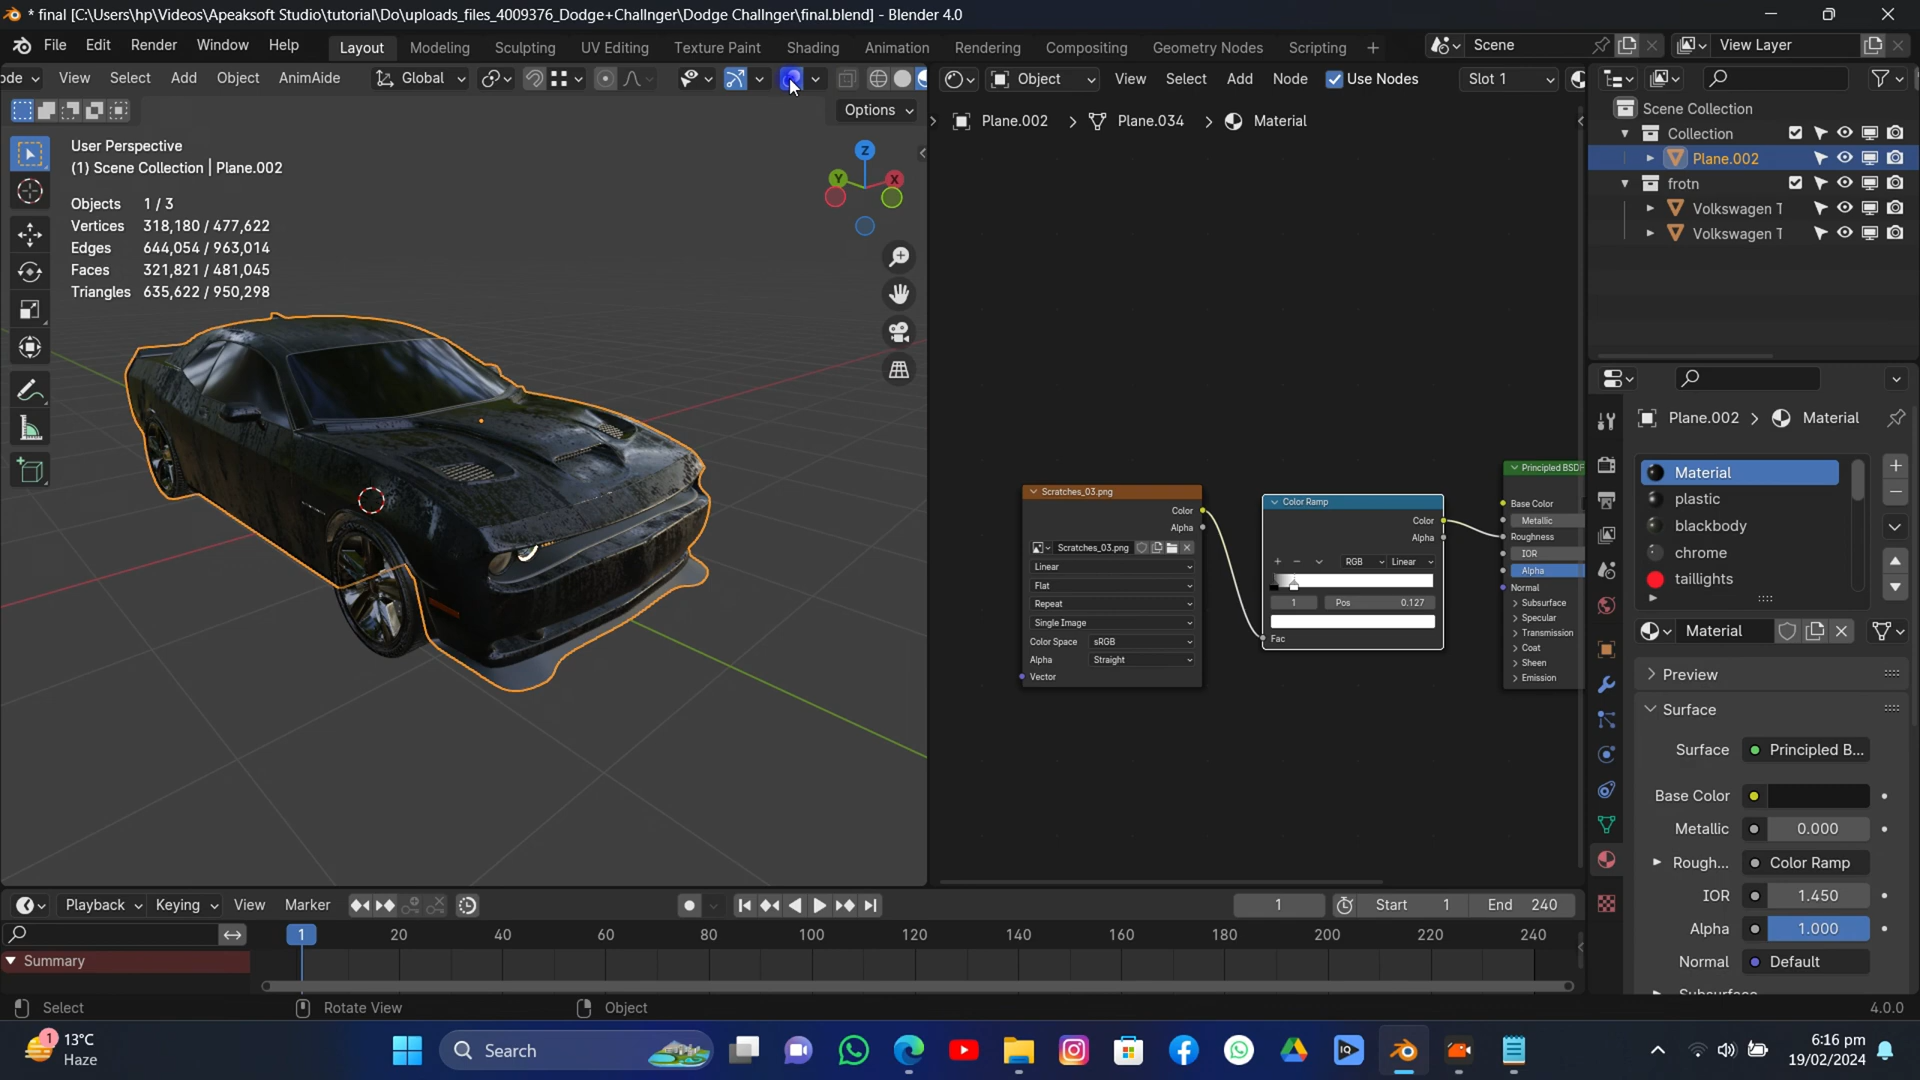 * final [C:\Users\hp\Videos\Apeaksoft Studio\tutorial\Do\uploads_files_4009376_Dodge+Challnger\Dodge Challnger\final.blend] - Blender 4.0
File Edit Render Window Help Layout Modeling Sculpting UV Editing Texture Paint Shading Animation Rendering Compositing Geometry Nodes Scripting + Scene View Layer
ode View Select Add Object AnimAide Global
Object View Select Add Node Use Nodes Slot 1
Options
User Perspective
(1) Scene Collection | Plane.002
Objects 1 / 3
Vertices 318,180 / 477,622
Edges 644,054 / 963,014
Faces 321,821 / 481,045
Triangles 635,622 / 950,298
Z
Y
X
Plane.002 > Plane.034 > Material
Scratches_03.png
Color
Alpha
Scratches_03.png
Linear
Flat
Repeat
Single Image
Color Space sRGB
Alpha Straight
Vector
Color Ramp
Color
Alpha
+ − RGB Linear
1 Pos 0.127
Fac
Principled BSDF
Base Color
Metallic
Roughness
IOR
Alpha
Normal
Subsurface
Specular
Transmission
Coat
Sheen
Emission
Scene Collection
Collection
Plane.002
frotn
Volkswagen T
Volkswagen T
Plane.002 > Material
Material
plastic
blackbody
chrome
taillights
Material
Preview
Surface
Surface Principled B...
Base Color
Metallic 0.000
Rough... Color Ramp
IOR 1.450
Alpha 1.000
Normal Default
Playback Keying View Marker 1 Start 1 End 240
1 20 40 60 80 100 120 140 160 180 200 220 240
Summary
Select Rotate View Object 4.0.0
1 13°C
Haze
Search
IQ
6:16 pm
19/02/2024